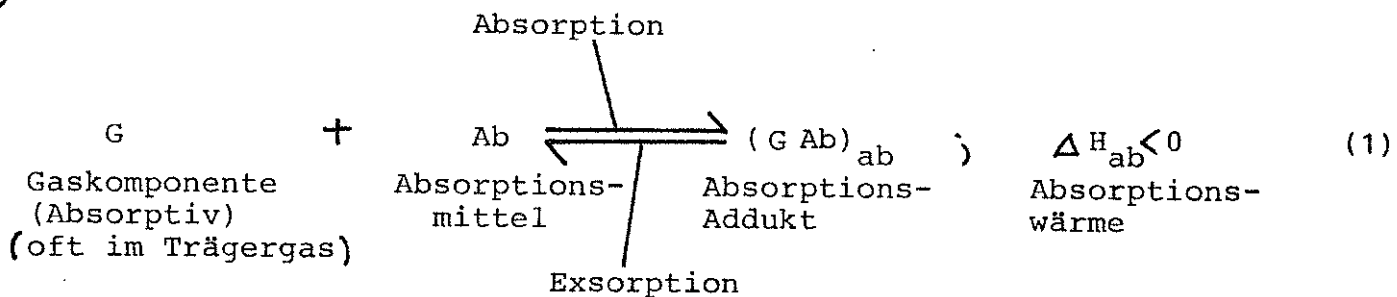 Absorption
G + Ab ⇌ (G Ab)ab ; ΔHab<0 (1)
Gaskomponente Absorptions- Absorptions- Absorptions-
(Absorptiv) mittel Addukt wärme
(oft im Trägergas)
Exsorption